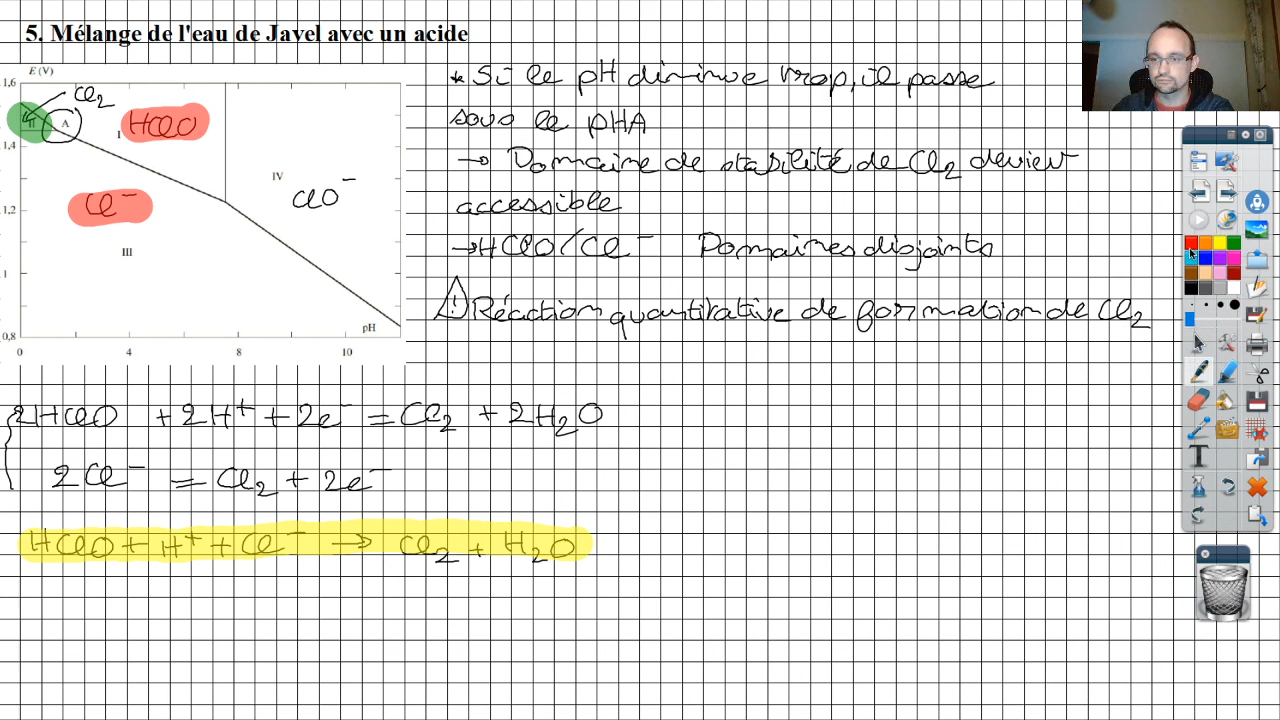 5. Mélange de l'eau de Javel avec un acide
E (V)
1,6
1,4
1,2
1
0,8
0
4
8
10
pH
Cl2
II
A
I
HClO
IV
ClO-
Cl-
III
* Si le pH diminue trop, il passe
sous le pHA
→ Domaine de stabilité de Cl2 devient
accessible
→ HClO/Cl- Domaines disjoints
⚠ Réaction quantitative de formation de Cl2
2HClO + 2H+ + 2e- = Cl2 + 2H2O
2Cl- = Cl2 + 2e-
HClO + H+ + Cl- → Cl2 + H2O
T